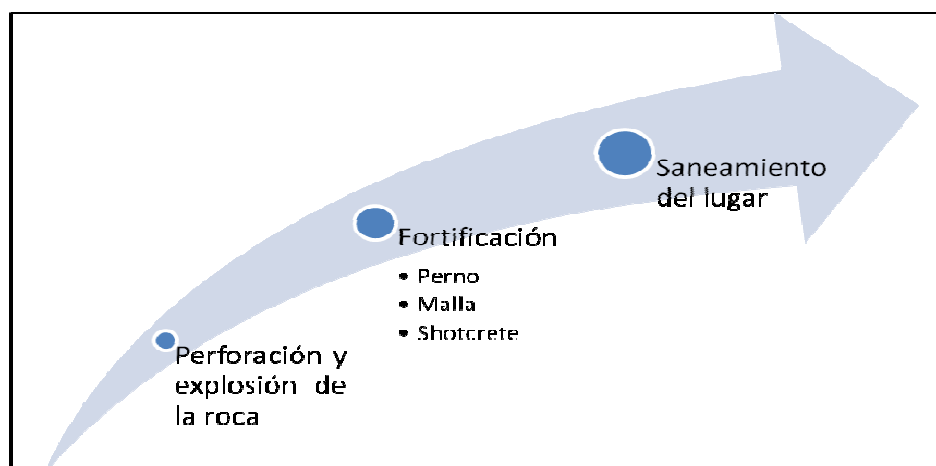 Perforación y
explosión de
la roca
Fortificación
• Perno
• Malla
• Shotcrete
Saneamiento
del lugar